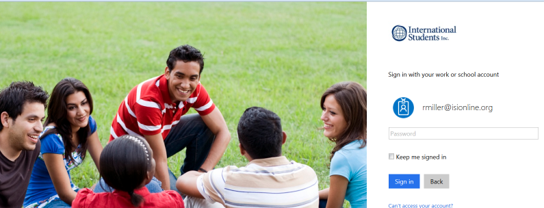 International
Students Inc.
Sign in with your work or school account
rmiller@isionline.org
Password
Keep me signed in
Sign in
Back
Can't access your account?